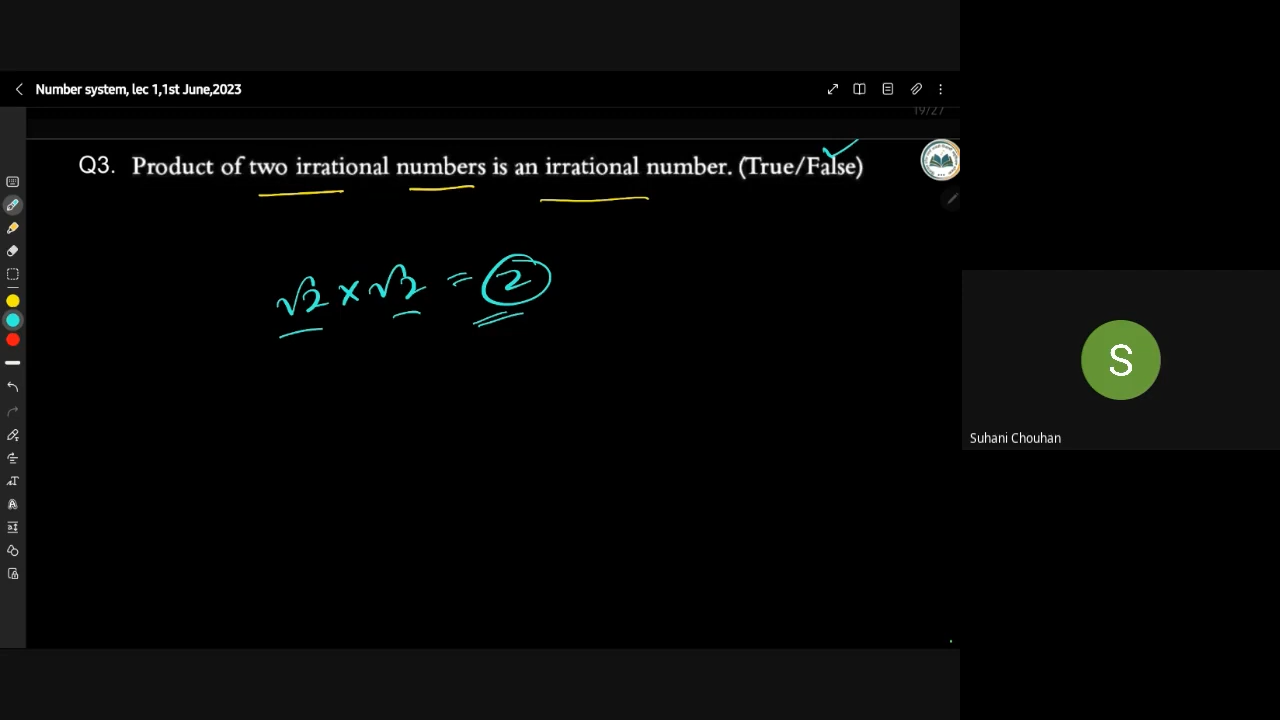 Number system, lec 1,1st June,2023
19/27
Q3. Product of two irrational numbers is an irrational number. (True/False)
√2 × √2 = 2
S
Suhani Chouhan